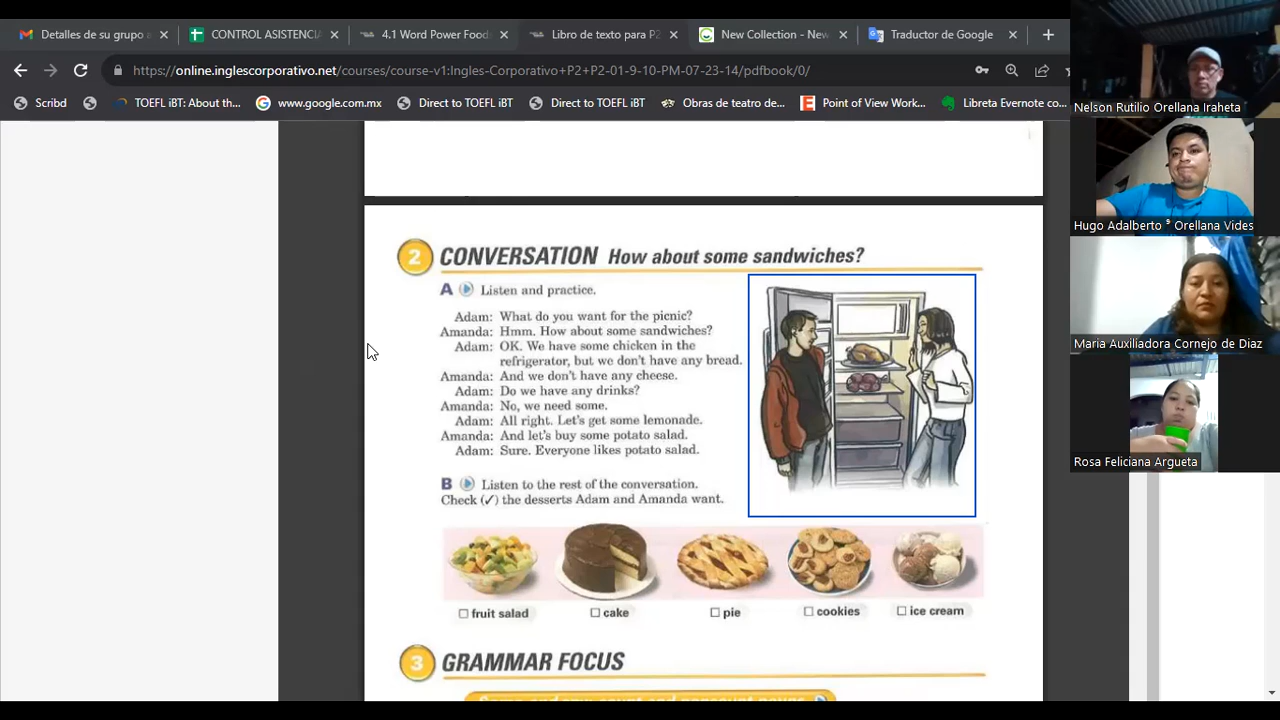 Detalles de su grupo
CONTROL ASISTENCIA
4.1 Word Power Food
Libro de texto para P2
New Collection - New
Traductor de Google
https://online.inglescorporativo.net/courses/course-v1:Ingles-Corporativo+P2+P2-01-9-10-PM-07-23-14/pdfbook/0/
Scribd
TOEFL iBT: About th...
www.google.com.mx
Direct to TOEFL iBT
Direct to TOEFL iBT
Obras de teatro de...
Point of View Work...
Libreta Evernote co...
Nelson Rutilio Orellana Iraheta
Hugo Adalberto ⁹ Orellana Vides
Maria Auxiliadora Cornejo de Diaz
Rosa Feliciana Argueta
2 CONVERSATION How about some sandwiches?
A Listen and practice.
Adam: What do you want for the picnic?
Amanda: Hmm. How about some sandwiches?
Adam: OK. We have some chicken in the
refrigerator, but we don't have any bread.
Amanda: And we don't have any cheese.
Adam: Do we have any drinks?
Amanda: No, we need some.
Adam: All right. Let's get some lemonade.
Amanda: And let's buy some potato salad.
Adam: Sure. Everyone likes potato salad.
B Listen to the rest of the conversation.
Check (✓) the desserts Adam and Amanda want.
fruit salad
cake
pie
cookies
ice cream
3 GRAMMAR FOCUS